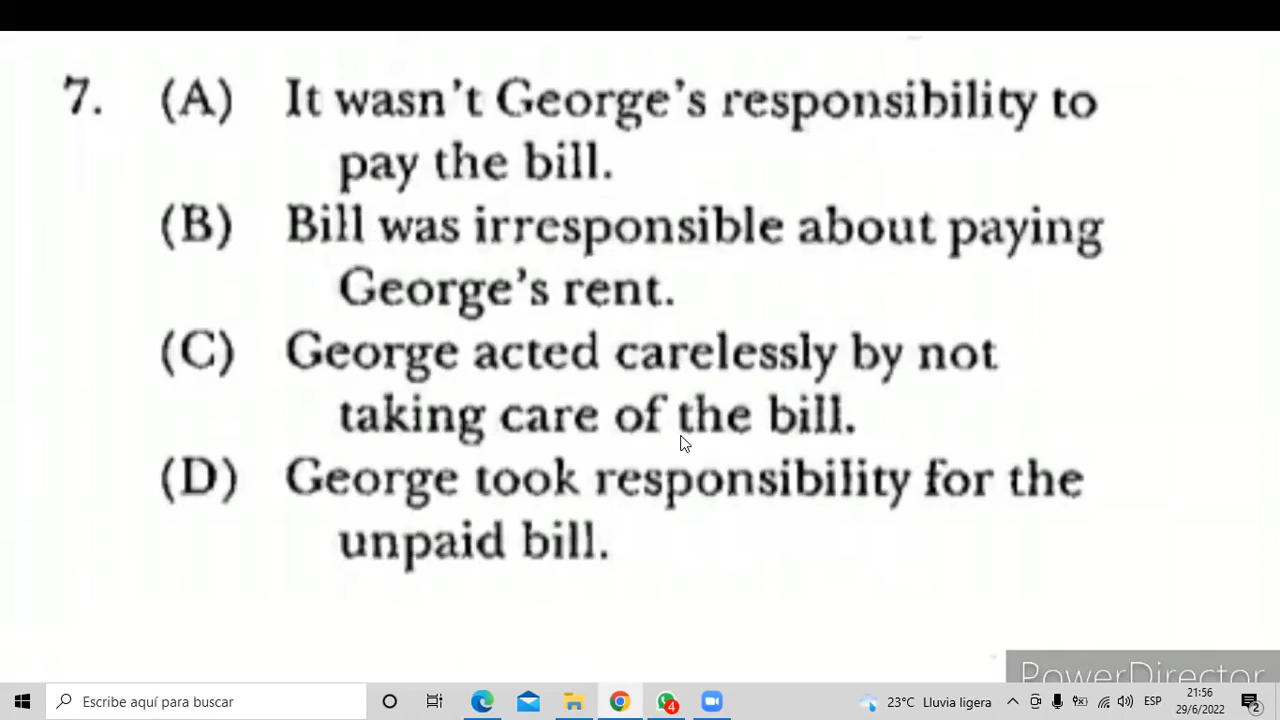 7. (A) It wasn't George's responsibility to
pay the bill.
(B) Bill was irresponsible about paying
George's rent.
(C) George acted carelessly by not
taking care of the bill.
(D) George took responsibility for the
unpaid bill.
PowerDirector
Escribe aquí para buscar
4
23°C Lluvia ligera
ESP
21:56
29/6/2022
2